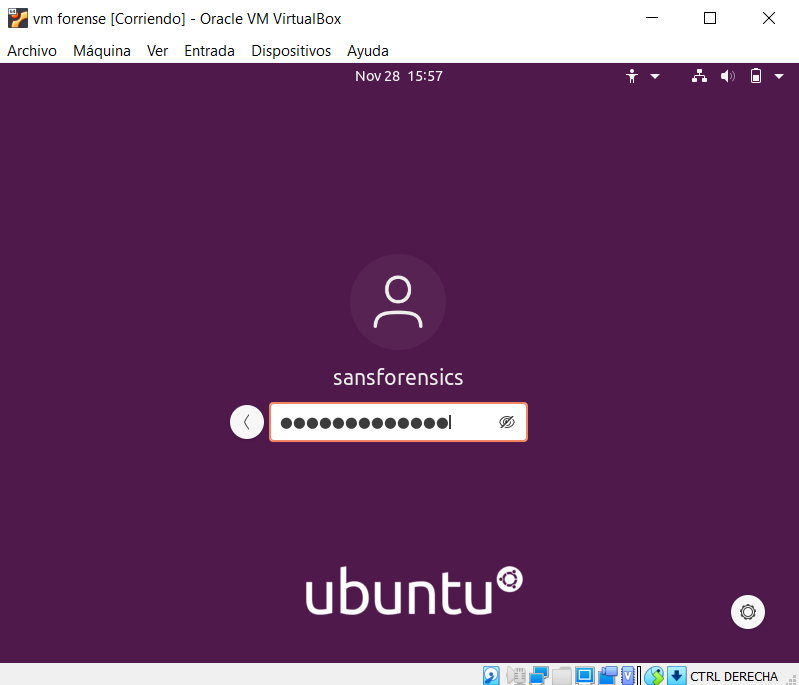 vm forense [Corriendo] - Oracle VM VirtualBox
Archivo Máquina Ver Entrada Dispositivos Ayuda
Nov 28 15:57
sansforensics
ubuntu
CTRL DERECHA